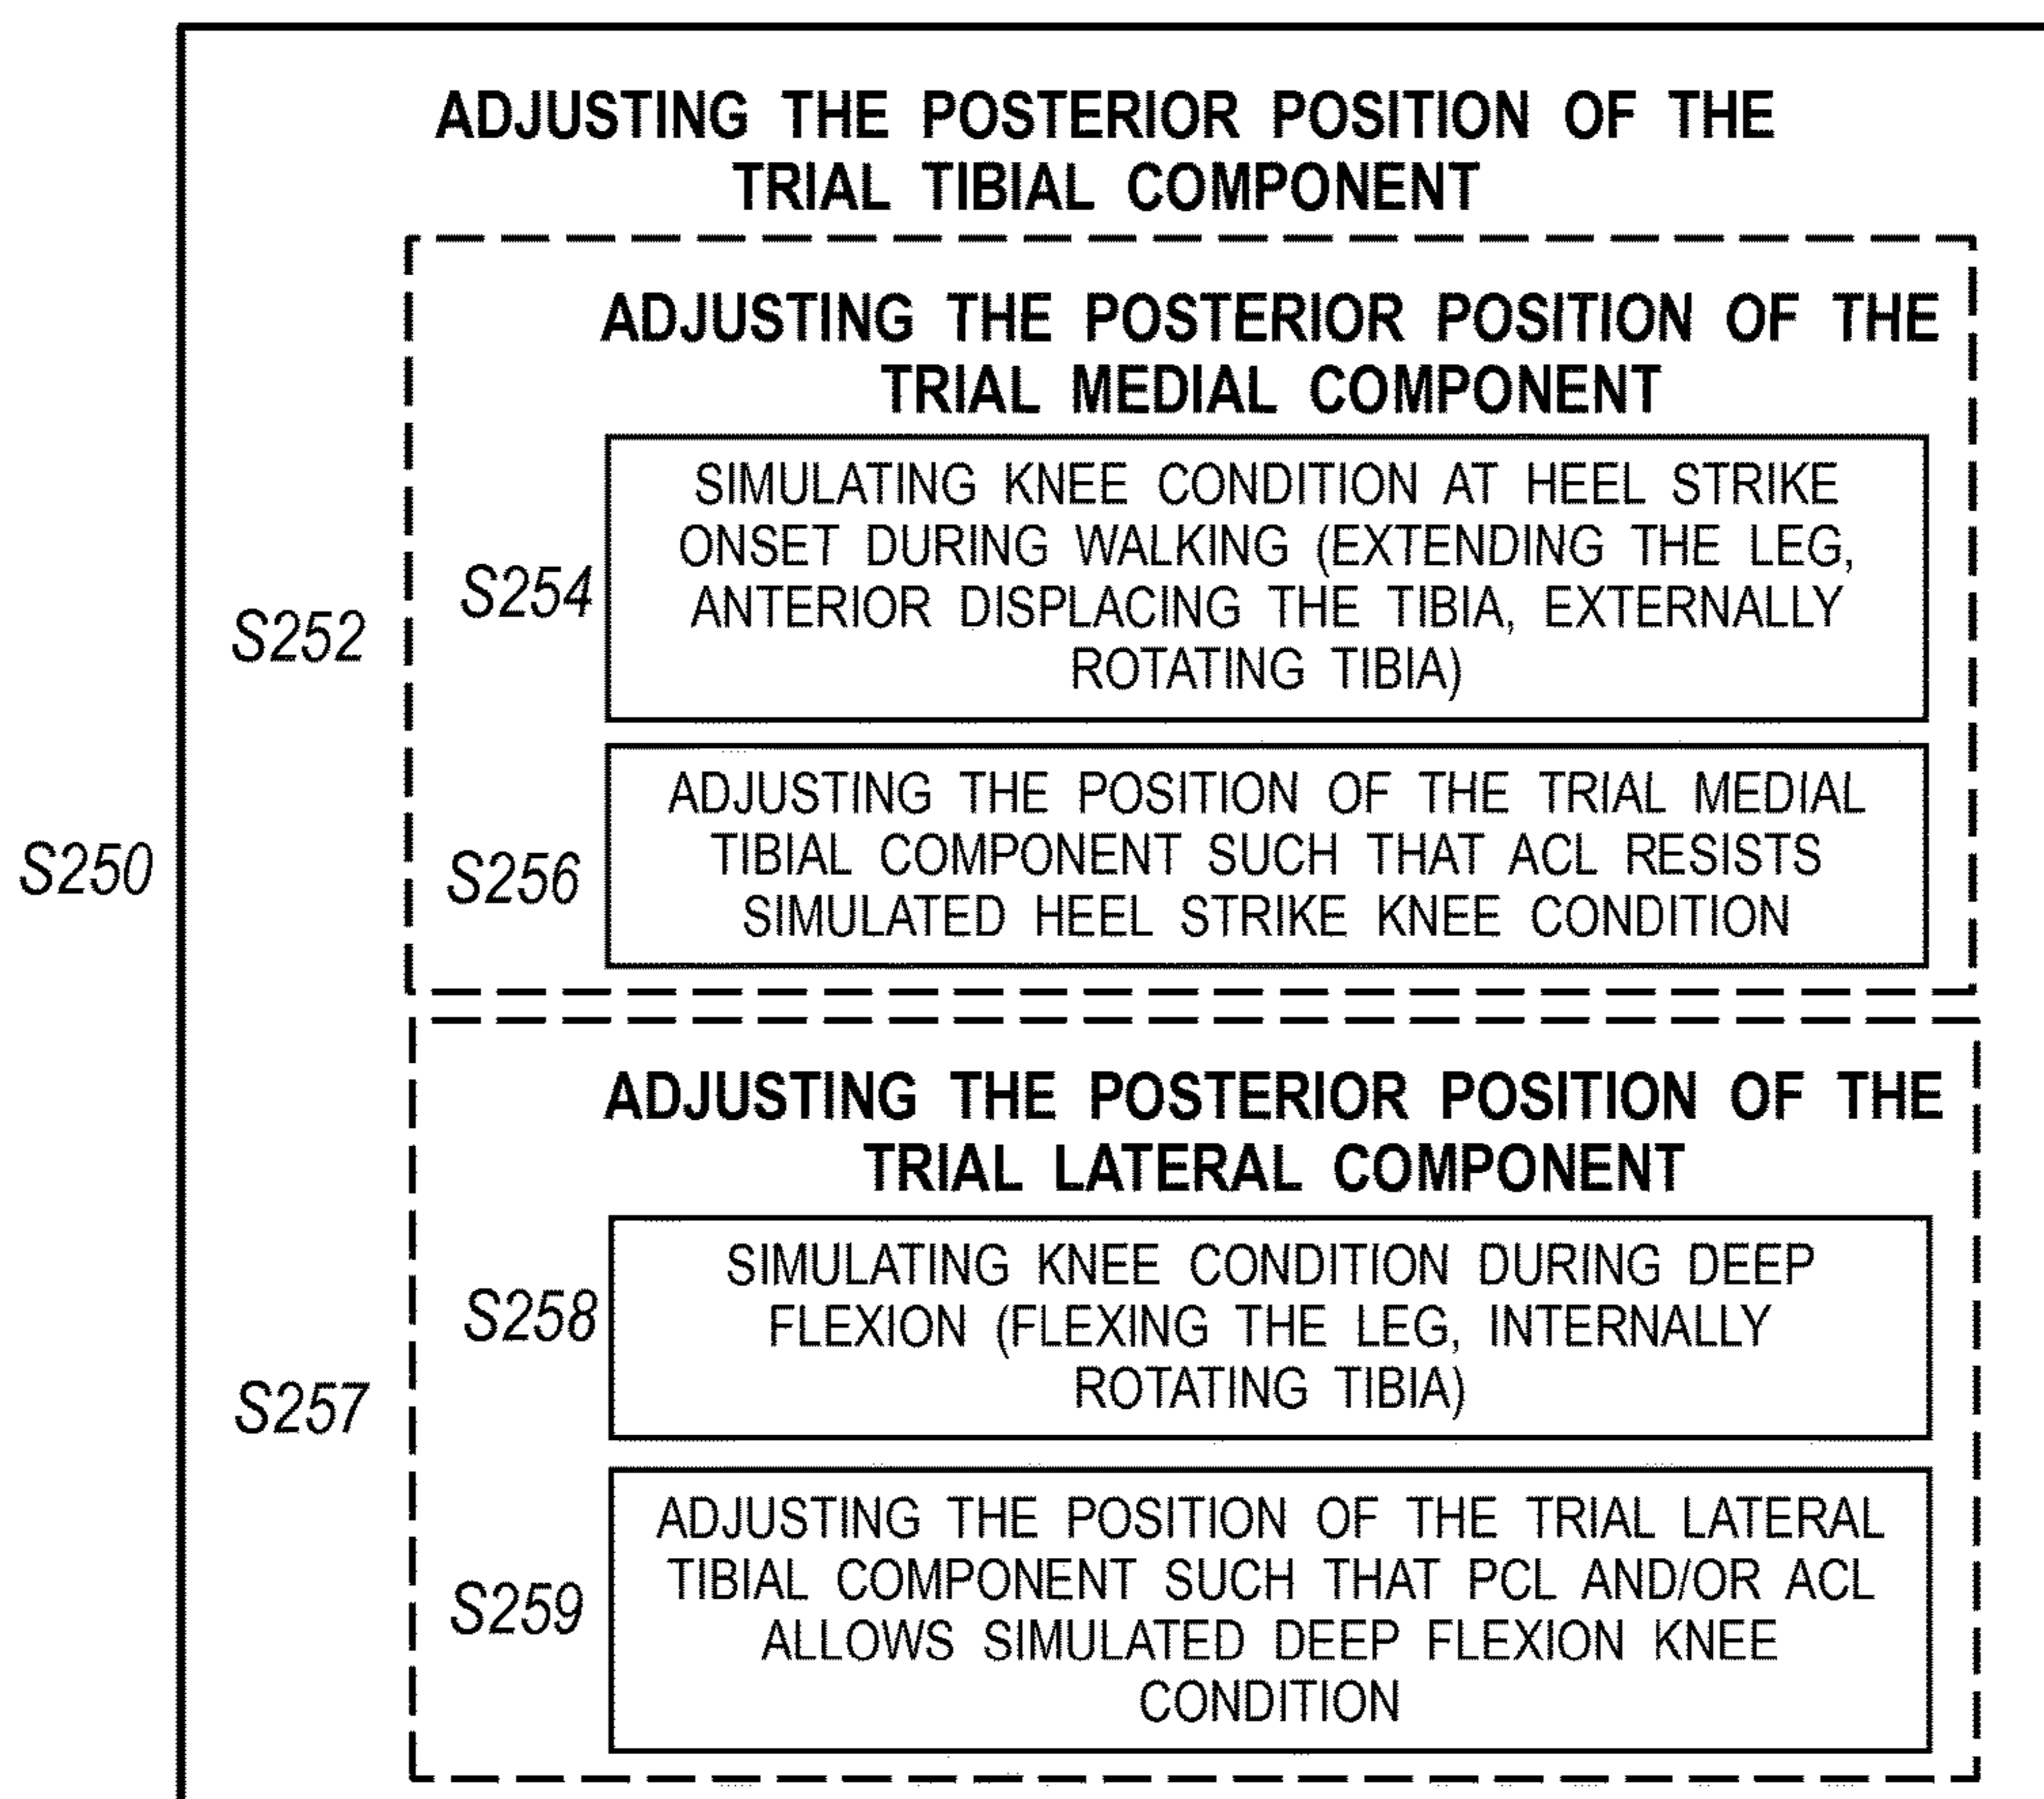 ADJUSTING THE POSTERIOR POSITION OF THE
TRIAL TIBIAL COMPONENT
ADJUSTING THE POSTERIOR POSITION OF THE
TRIAL MEDIAL COMPONENT
SIMULATING KNEE CONDITION AT HEEL STRIKE
ONSET DURING WALKING (EXTENDING THE LEG,
ANTERIOR DISPLACING THE TIBIA, EXTERNALLY
ROTATING TIBIA)
S254
S252
ADJUSTING THE POSITION OF THE TRIAL MEDIAL
TIBIAL COMPONENT SUCH THAT ACL RESISTS
SIMULATED HEEL STRIKE KNEE CONDITION
S256
S250
ADJUSTING THE POSTERIOR POSITION OF THE
TRIAL LATERAL COMPONENT
SIMULATING KNEE CONDITION DURING DEEP
FLEXION (FLEXING THE LEG, INTERNALLY
ROTATING TIBIA)
S258
S257
ADJUSTING THE POSITION OF THE TRIAL LATERAL
TIBIAL COMPONENT SUCH THAT PCL AND/OR ACL
ALLOWS SIMULATED DEEP FLEXION KNEE
CONDITION
S259